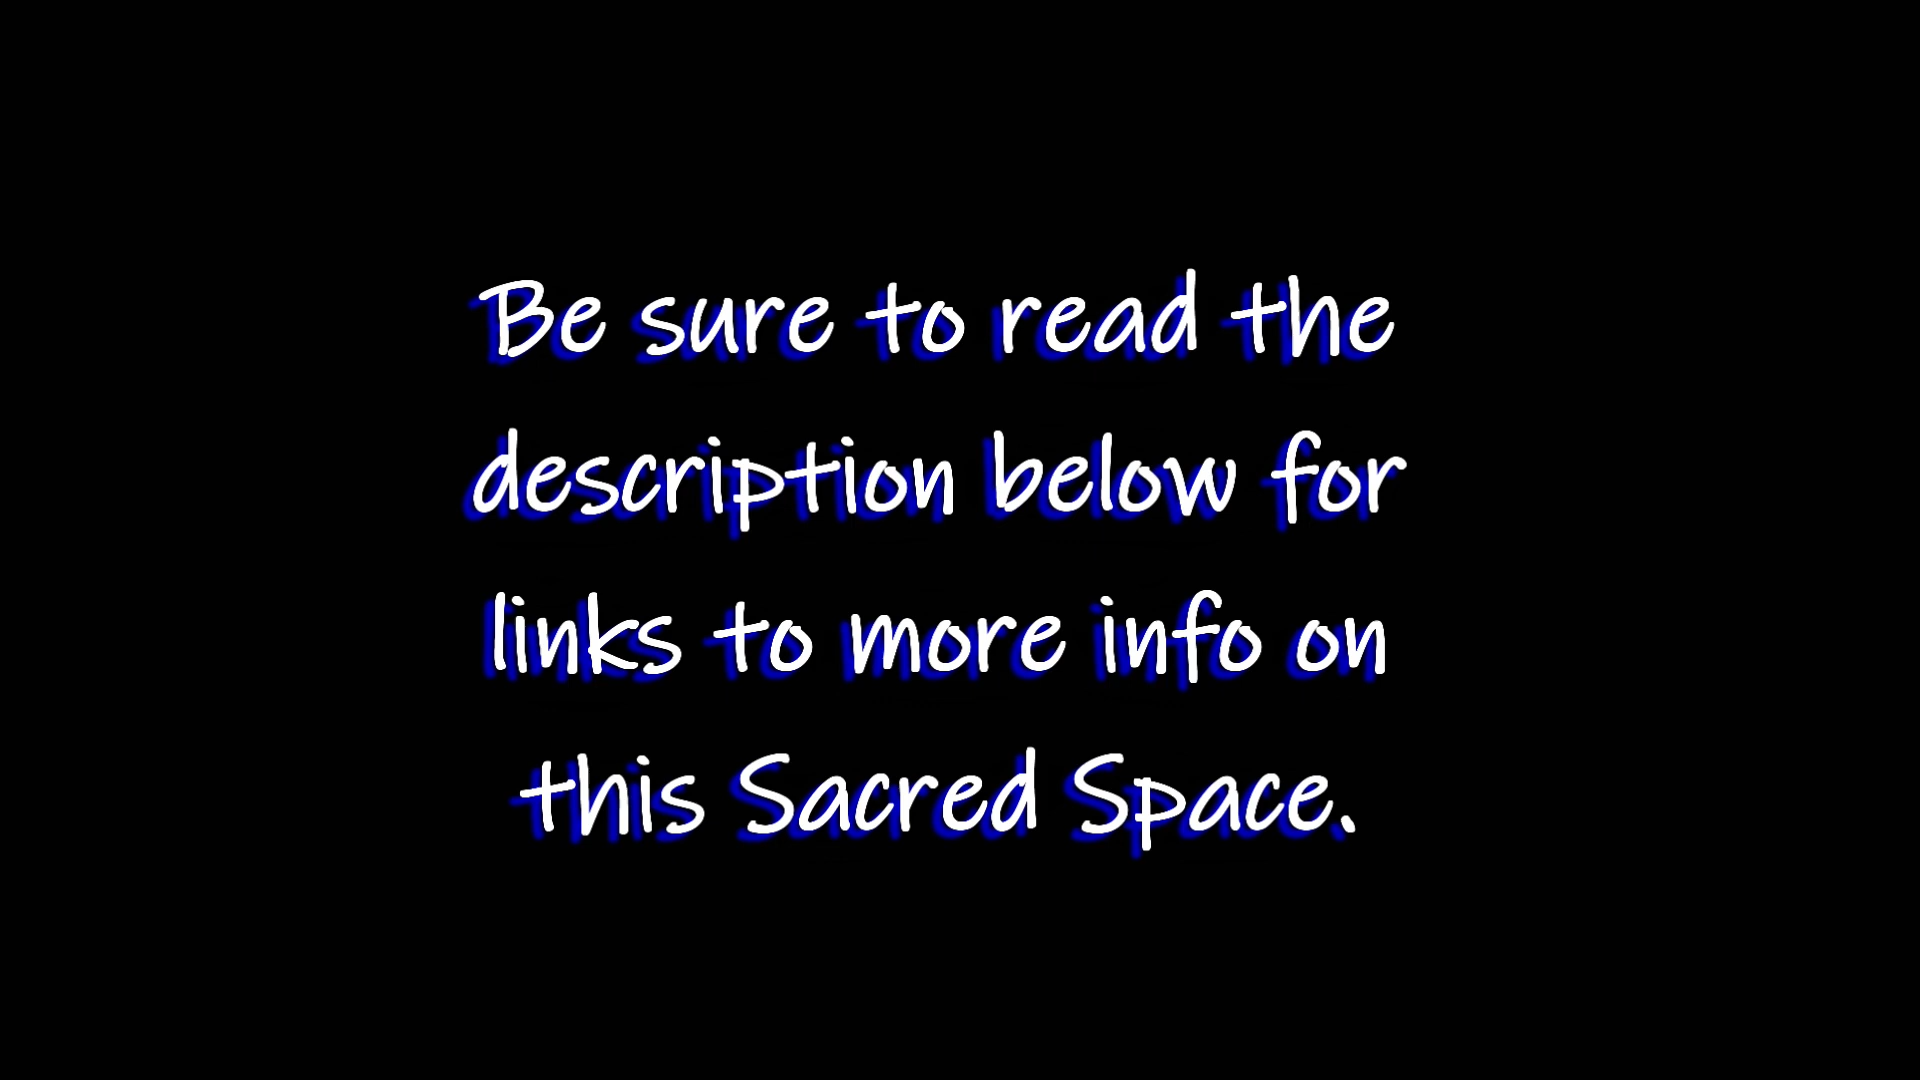 Be sure to read the
description below for
links to more info on
this Sacred Space.